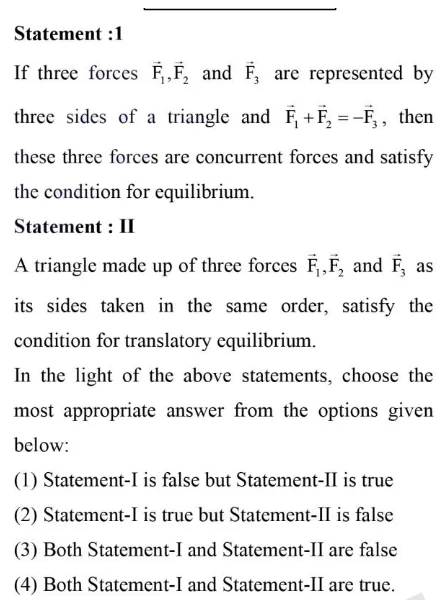 Statement :1
If three forces F⃗₁,F⃗₂ and F⃗₃ are represented by
three sides of a triangle and F⃗₁ + F⃗₂ = −F⃗₃ , then
these three forces are concurrent forces and satisfy
the condition for equilibrium.
Statement : II
A triangle made up of three forces F⃗₁,F⃗₂ and F⃗₃ as
its sides taken in the same order, satisfy the
condition for translatory equilibrium.
In the light of the above statements, choose the
most appropriate answer from the options given
below:
(1) Statement-I is false but Statement-II is true
(2) Statement-I is true but Statement-II is false
(3) Both Statement-I and Statement-II are false
(4) Both Statement-I and Statement-II are true.